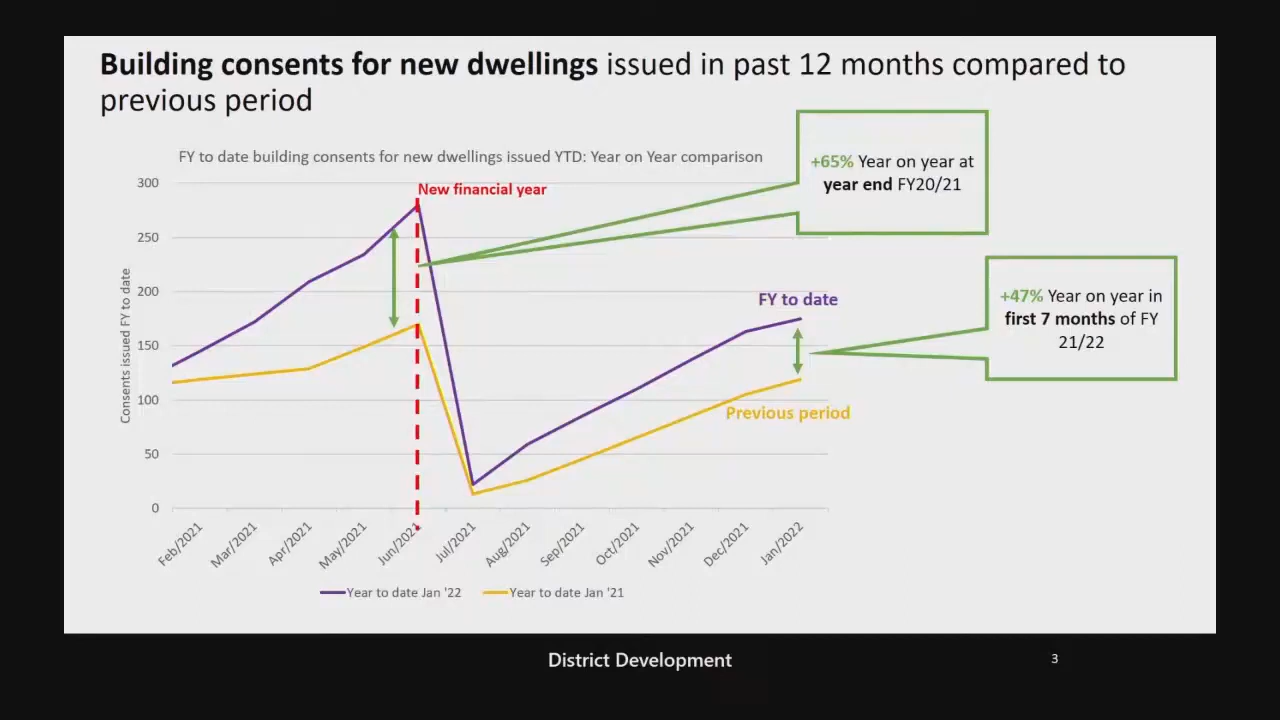 Building consents for new dwellings issued in past 12 months compared to
previous period
FY to date building consents for new dwellings issued YTD: Year on Year comparison
+65% Year on year at
year end FY20/21
New financial year
+47% Year on year in
first 7 months of FY
21/22
FY to date
Previous period
Consents issued FY to date
300
250
200
150
100
50
0
Feb/2021
Mar/2021
Apr/2021
May/2021
Jun/2021
Jul/2021
Aug/2021
Sep/2021
Oct/2021
Nov/2021
Dec/2021
Jan/2022
Year to date Jan '22
Year to date Jan '21
District Development
3